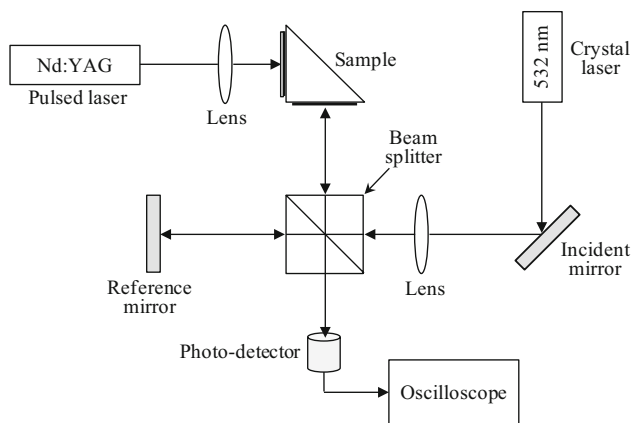 Nd:YAG
Pulsed laser
Lens
Sample
532 nm
Crystal
laser
Beam
splitter
Reference
mirror
Lens
Incident
mirror
Photo-detector
Oscilloscope